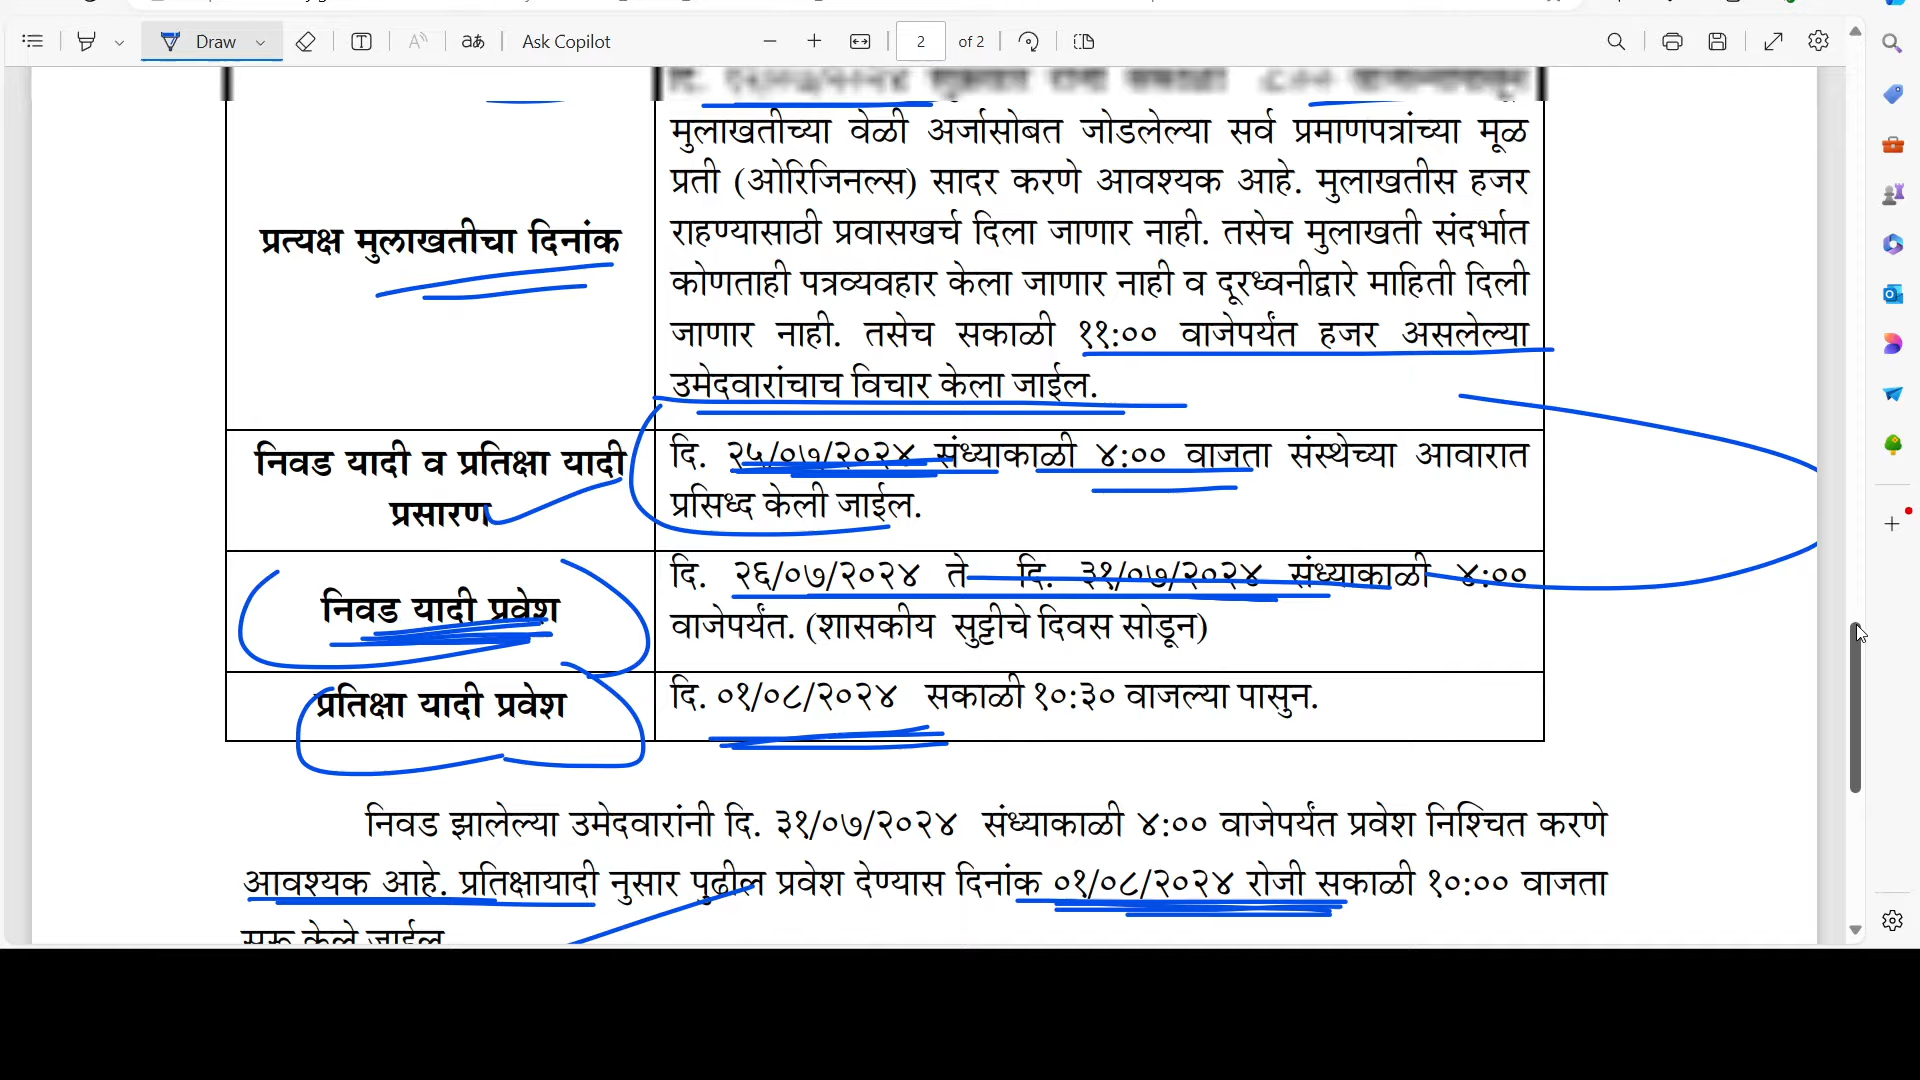 Draw
Ask Copilot
2 of 2
मुलाखतीच्या वेळी अर्जासोबत जोडलेल्या सर्व प्रमाणपत्रांच्या मूळ
प्रती (ओरिजिनल्स) सादर करणे आवश्यक आहे. मुलाखतीस हजर
प्रत्यक्ष मुलाखतीचा दिनांक
राहण्यासाठी प्रवासखर्च दिला जाणार नाही. तसेच मुलाखती संदर्भात
कोणताही पत्रव्यवहार केला जाणार नाही व दूरध्वनीद्वारे माहिती दिली
जाणार नाही. तसेच सकाळी ११:०० वाजेपर्यंत हजर असलेल्या
उमेदवारांचाच विचार केला जाईल.
निवड यादी व प्रतिक्षा यादी
प्रसारण
दि. २५/०७/२०२४ संध्याकाळी ४:०० वाजता संस्थेच्या आवारात
प्रसिध्द केली जाईल.
निवड यादी प्रवेश
दि. २६/०७/२०२४ ते दि. ३१/०७/२०२४ संध्याकाळी ४:००
वाजेपर्यंत. (शासकीय सुट्टीचे दिवस सोडून)
प्रतिक्षा यादी प्रवेश
दि. ०१/०८/२०२४ सकाळी १०:३० वाजल्या पासुन.
निवड झालेल्या उमेदवारांनी दि. ३१/०७/२०२४ संध्याकाळी ४:०० वाजेपर्यंत प्रवेश निश्चित करणे
आवश्यक आहे. प्रतिक्षायादी नुसार पुढील प्रवेश देण्यास दिनांक ०१/०८/२०२४ रोजी सकाळी १०:०० वाजता
सुरू केले जाईल